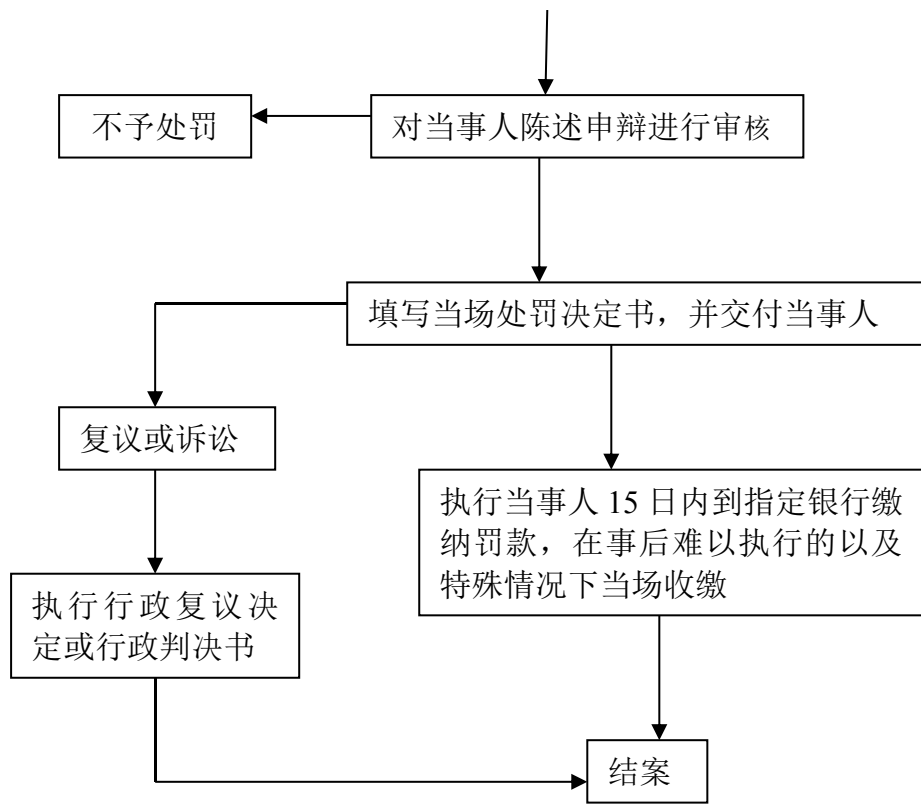 不予处罚
对当事人陈述申辩进行审核
填写当场处罚决定书，并交付当事人
复议或诉讼
执行当事人 15 日内到指定银行缴
纳罚款，在事后难以执行的以及
特殊情况下当场收缴
执行行政复议决
定或行政判决书
结案